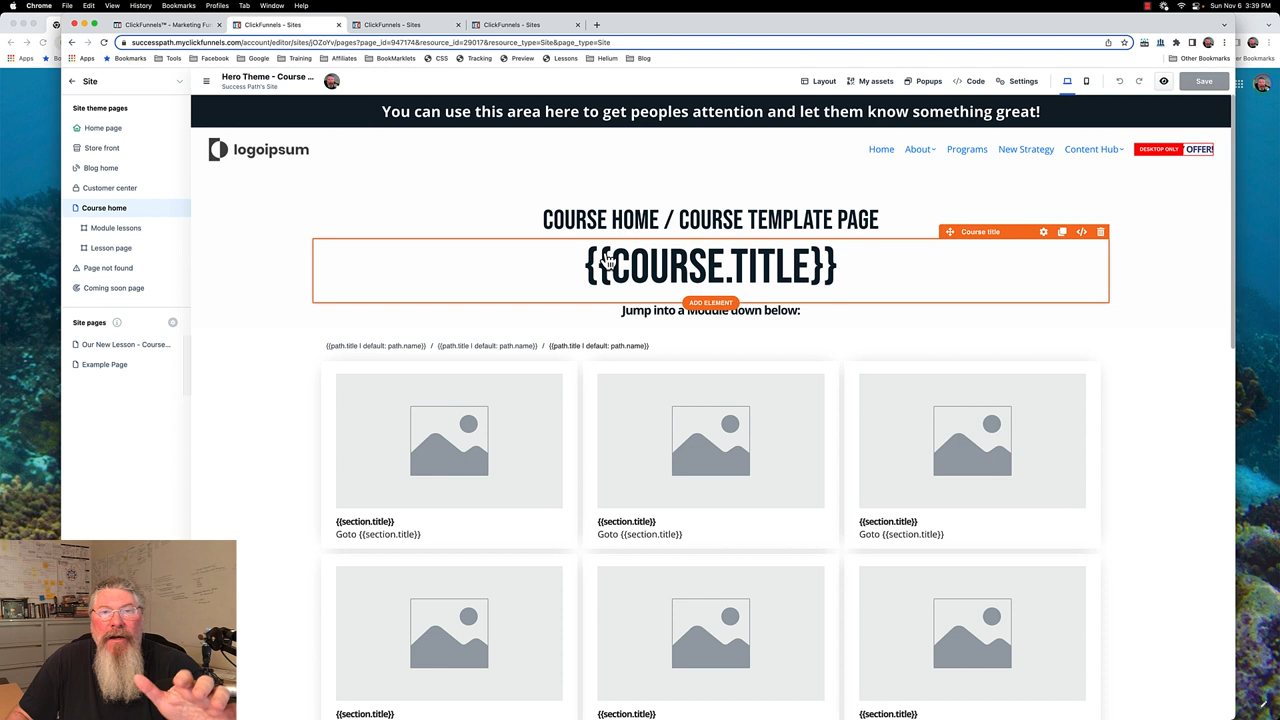 Chrome File Edit View History Bookmarks Profiles Tab Window Help
Sun Nov 6 3:39 PM
ClickFunnels™ - Marketing Fu
ClickFunnels - Sites
ClickFunnels - Sites
ClickFunnels - Sites
successpath.myclickfunnels.com/account/editor/sites/jOZoYv/pages?page_id=947174&resource_id=29017&resource_type=Site&page_type=Site
Apps
Apps Bookmarks Tools Facebook Google Training Affiliates BookMarklets CSS Tracking Preview Lessons Helium Blog
Other Bookmarks
er Bookmarks
Site
Hero Theme - Course ...
Success Path's Site
Layout My assets Popups Code Settings
Save
Site theme pages
Home page
Store front
Blog home
Customer center
Course home
Module lessons
Lesson page
Page not found
Coming soon page
Site pages
Our New Lesson - Course...
Example Page
You can use this area here to get peoples attention and let them know something great!
logoipsum
Home About Programs New Strategy Content Hub
DESKTOP ONLY OFFER!
COURSE HOME / COURSE TEMPLATE PAGE
Course title
{{COURSE.TITLE}}
ADD ELEMENT
Jump into a Module down below:
{{path.title | default: path.name}} / {{path.title | default: path.name}} / {{path.title | default: path.name}}
{{section.title}}
Goto {{section.title}}
{{section.title}}
Goto {{section.title}}
{{section.title}}
Goto {{section.title}}
{{section.title}}
{{section.title}}
{{section.title}}